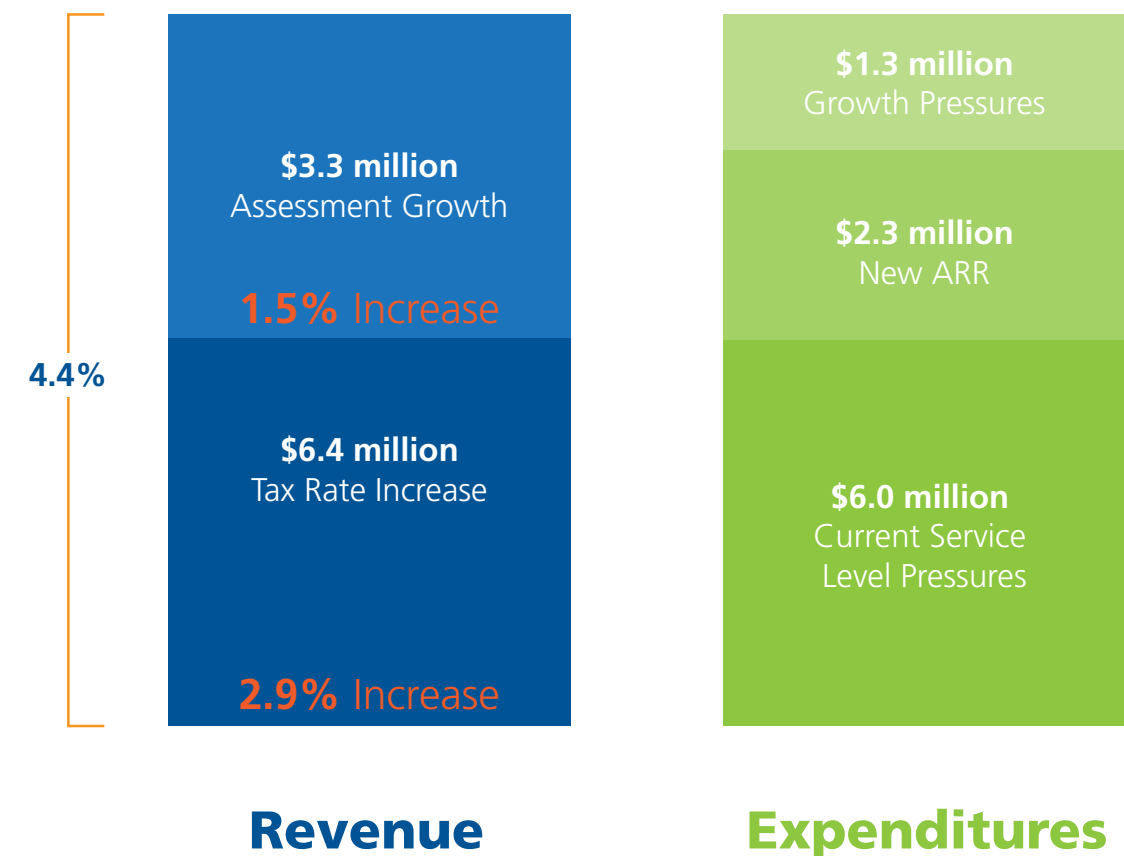 4.4%
$3.3 million
Assessment Growth
1.5% Increase
$6.4 million
Tax Rate Increase
2.9% Increase
Revenue
$1.3 million
Growth Pressures
$2.3 million
New ARR
$6.0 million
Current Service
Level Pressures
Expenditures